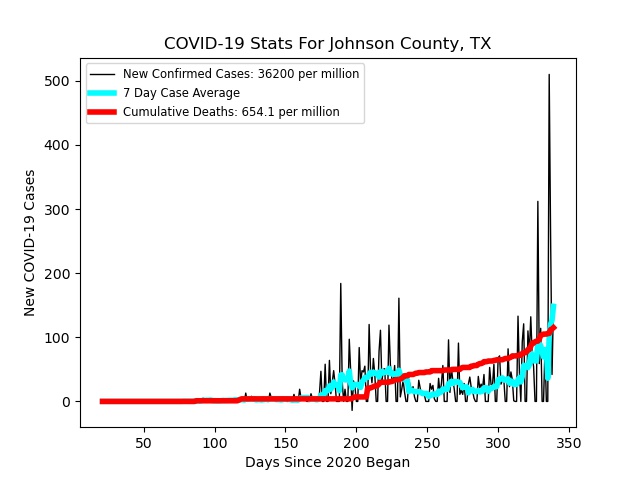 COVID-19 Stats For Johnson County, TX
New Confirmed Cases: 36200 per million
7 Day Case Average
Cumulative Deaths: 654.1 per million
New COVID-19 Cases
500
400
300
200
100
0
50
100
150
200
250
300
350
Days Since 2020 Began